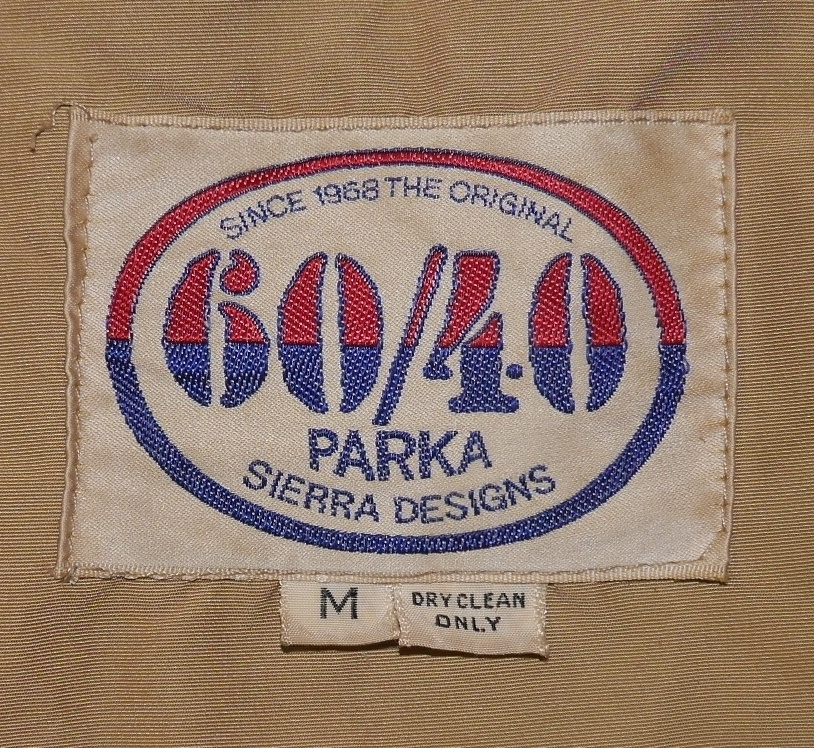 SINCE 1968 THE ORIGINAL
60/40
PARKA
SIERRA DESIGNS
M
DRY CLEAN
ONLY